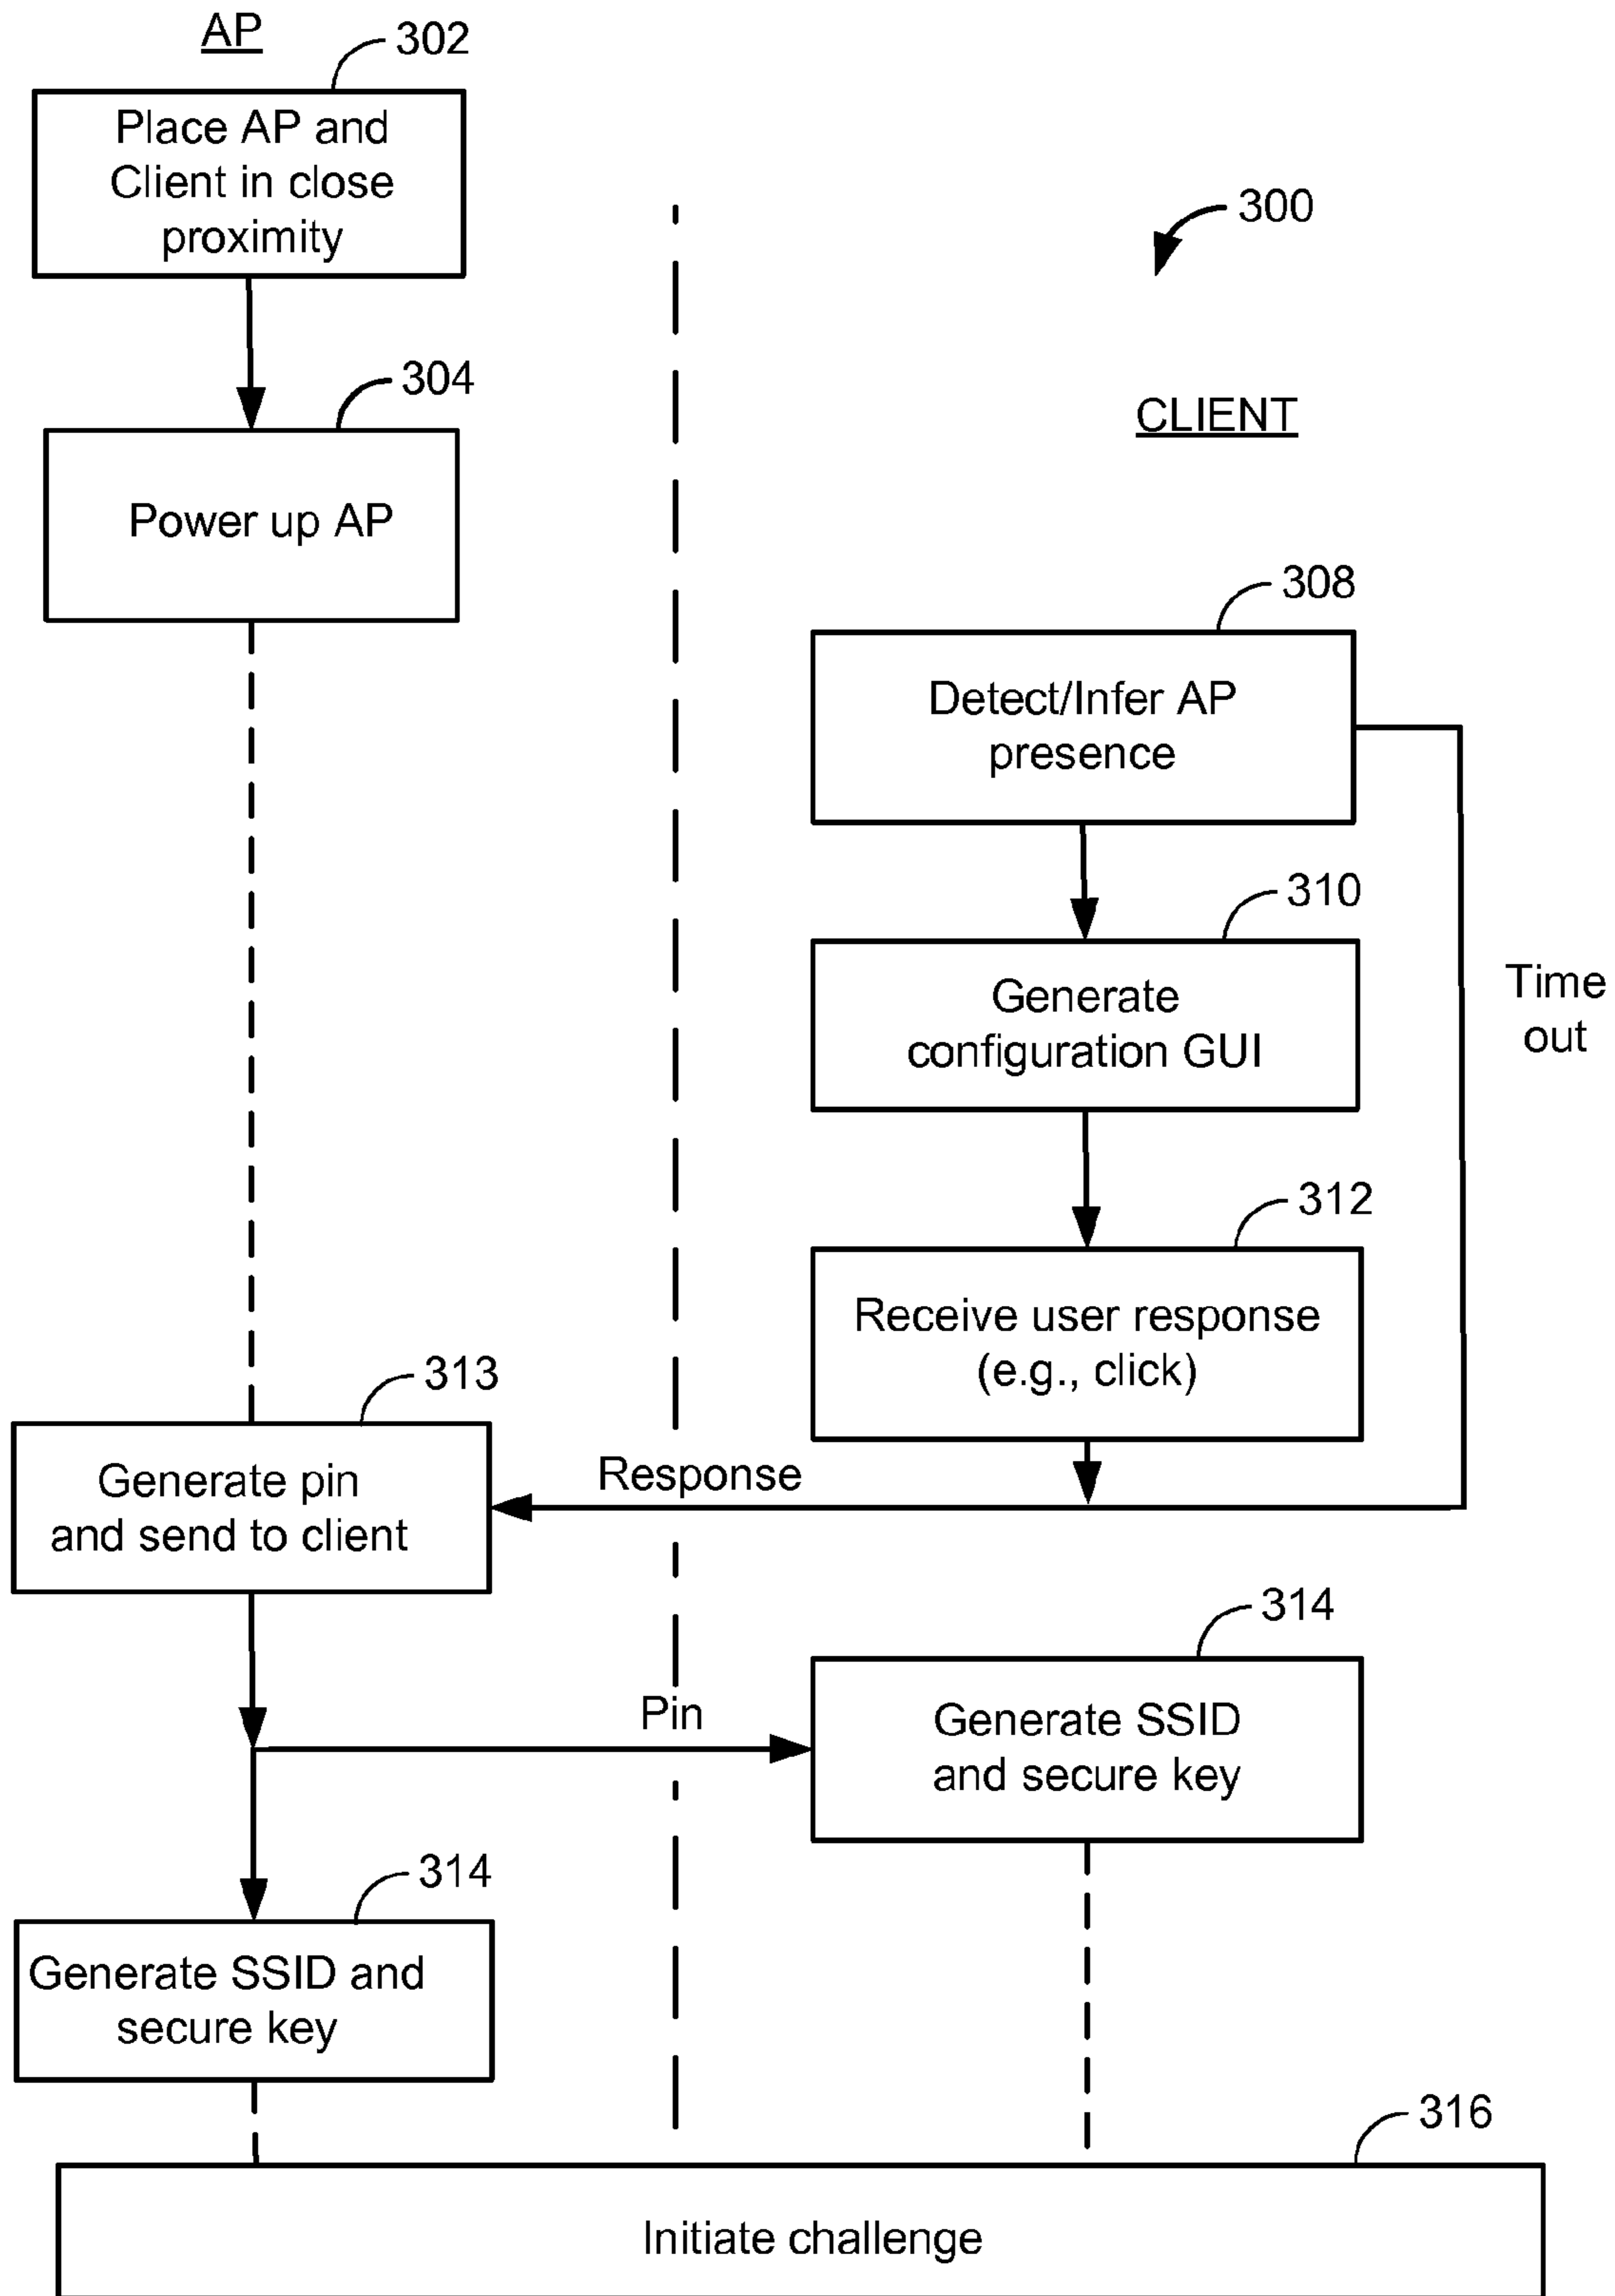 AP
302
Place AP and
Client in close
proximity
300
304
CLIENT
Power up AP
308
Detect/Infer AP
presence
310
Generate
configuration GUI
Time
out
312
Receive user response
(e.g., click)
313
Generate pin
and send to client
Response
314
Pin
Generate SSID
and secure key
314
Generate SSID and
secure key
316
Initiate challenge